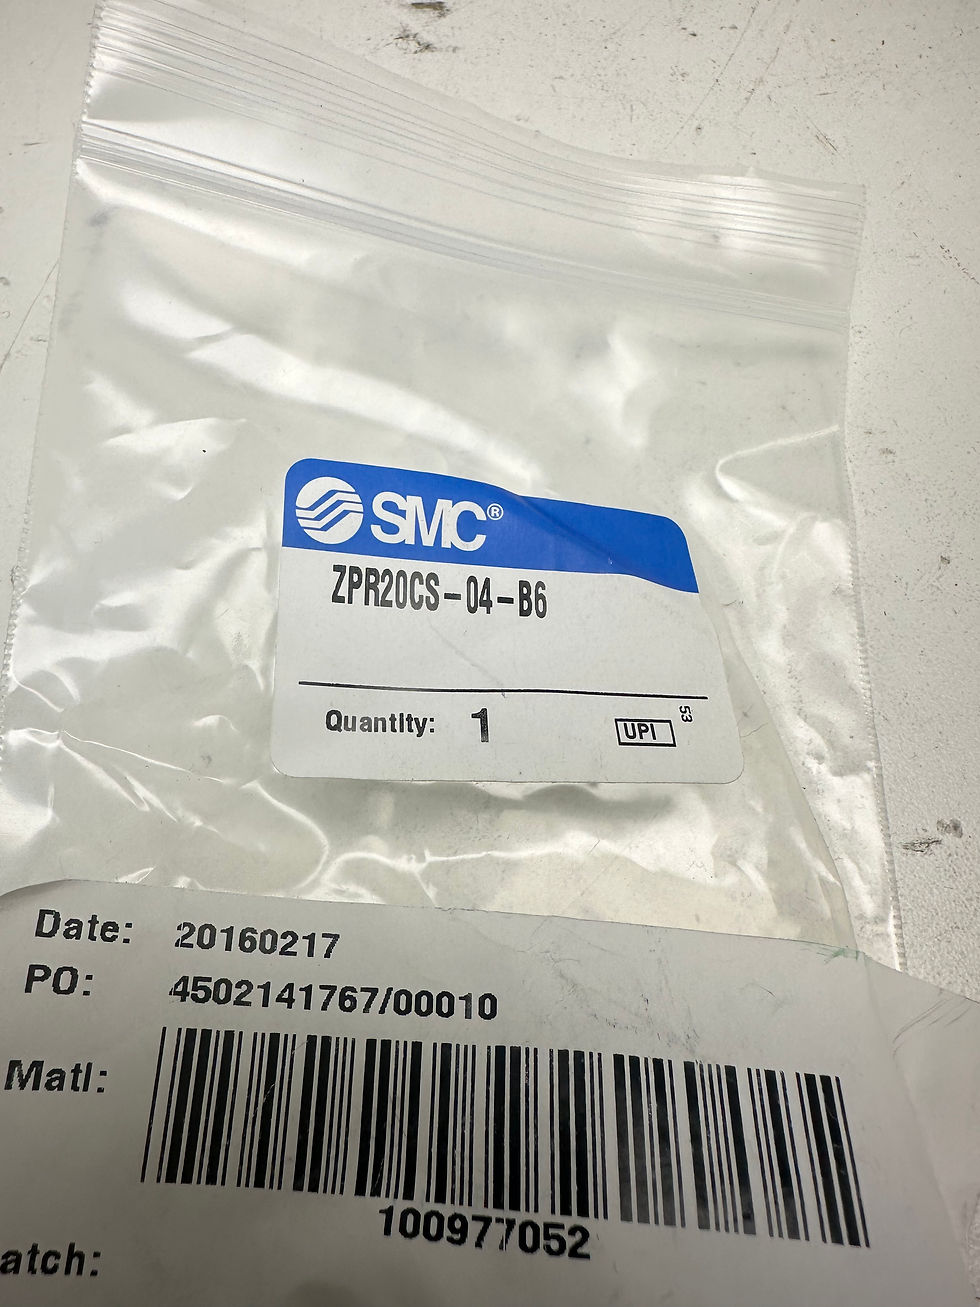 SMC®
ZPR20CS-04-B6
Quantity: 1
UPI
53
Date: 20160217
PO: 4502141767/00010
Matl:
100977052
atch: